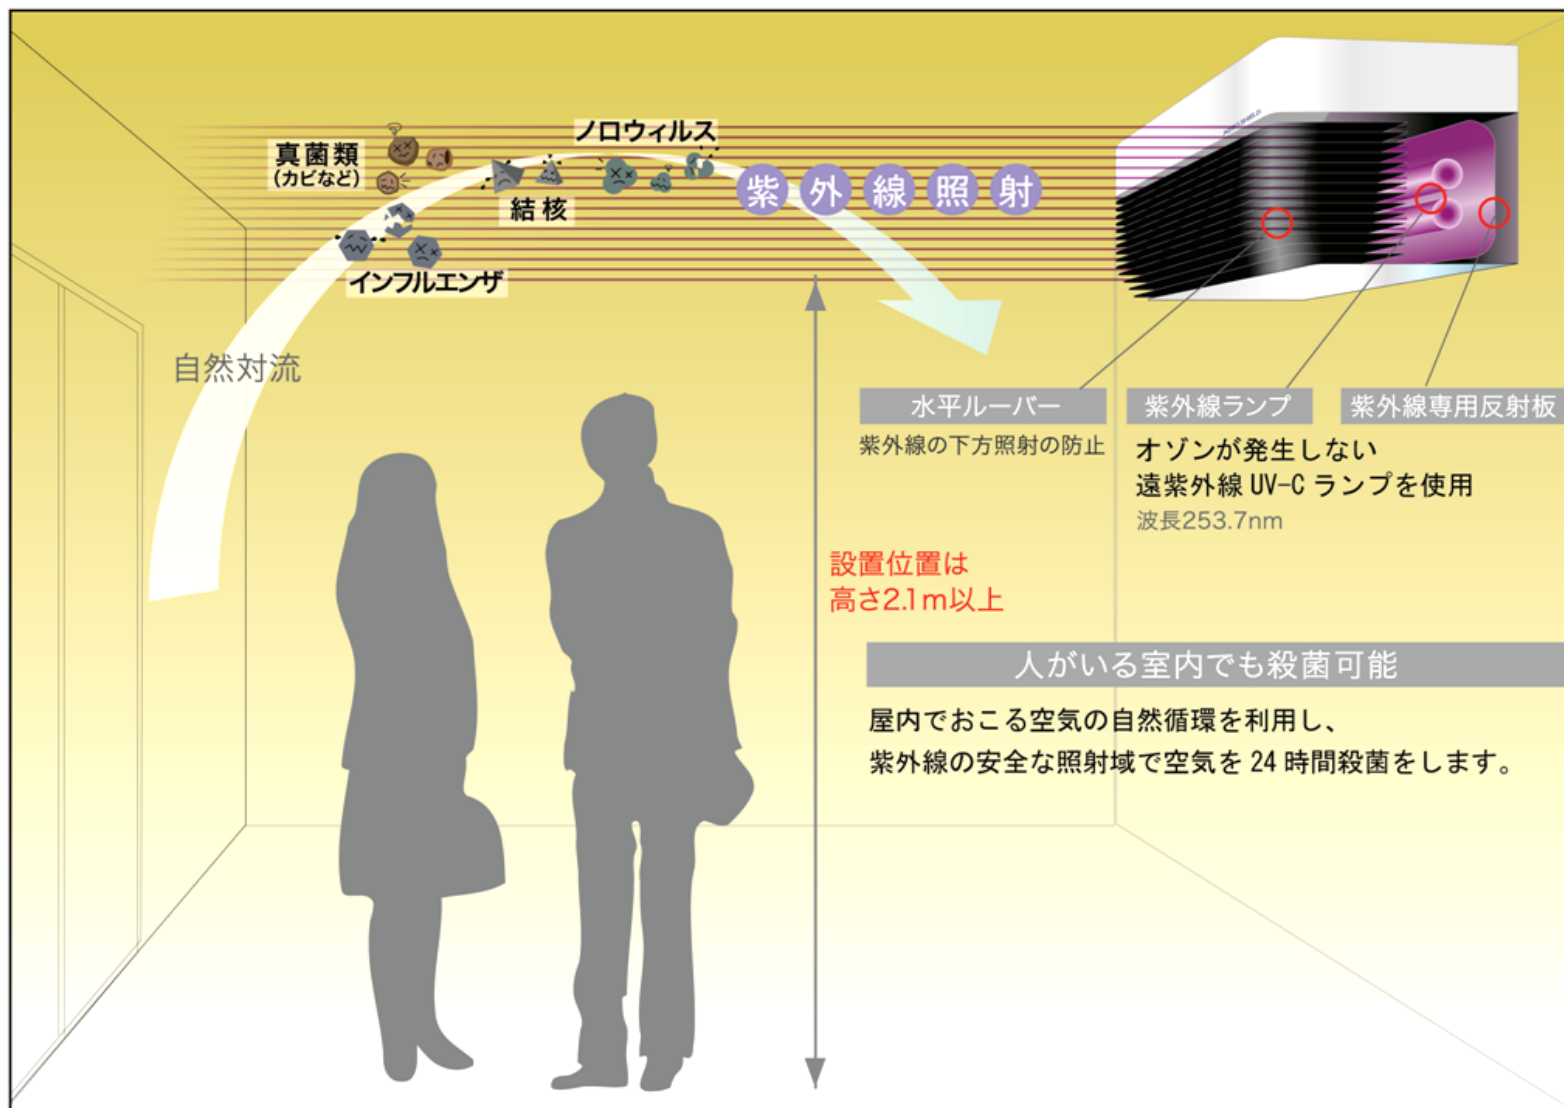 真菌類
(カビなど)
ノロウィルス
結核
インフルエンザ
紫外線照射
自然対流
水平ルーバー
紫外線の下方照射の防止
紫外線ランプ
オゾンが発生しない
遠紫外線 UV-C ランプを使用
波長253.7nm
紫外線専用反射板
設置位置は
高さ2.1m以上
人がいる室内でも殺菌可能
屋内でおこる空気の自然循環を利用し、
紫外線の安全な照射域で空気を 24 時間殺菌をします。